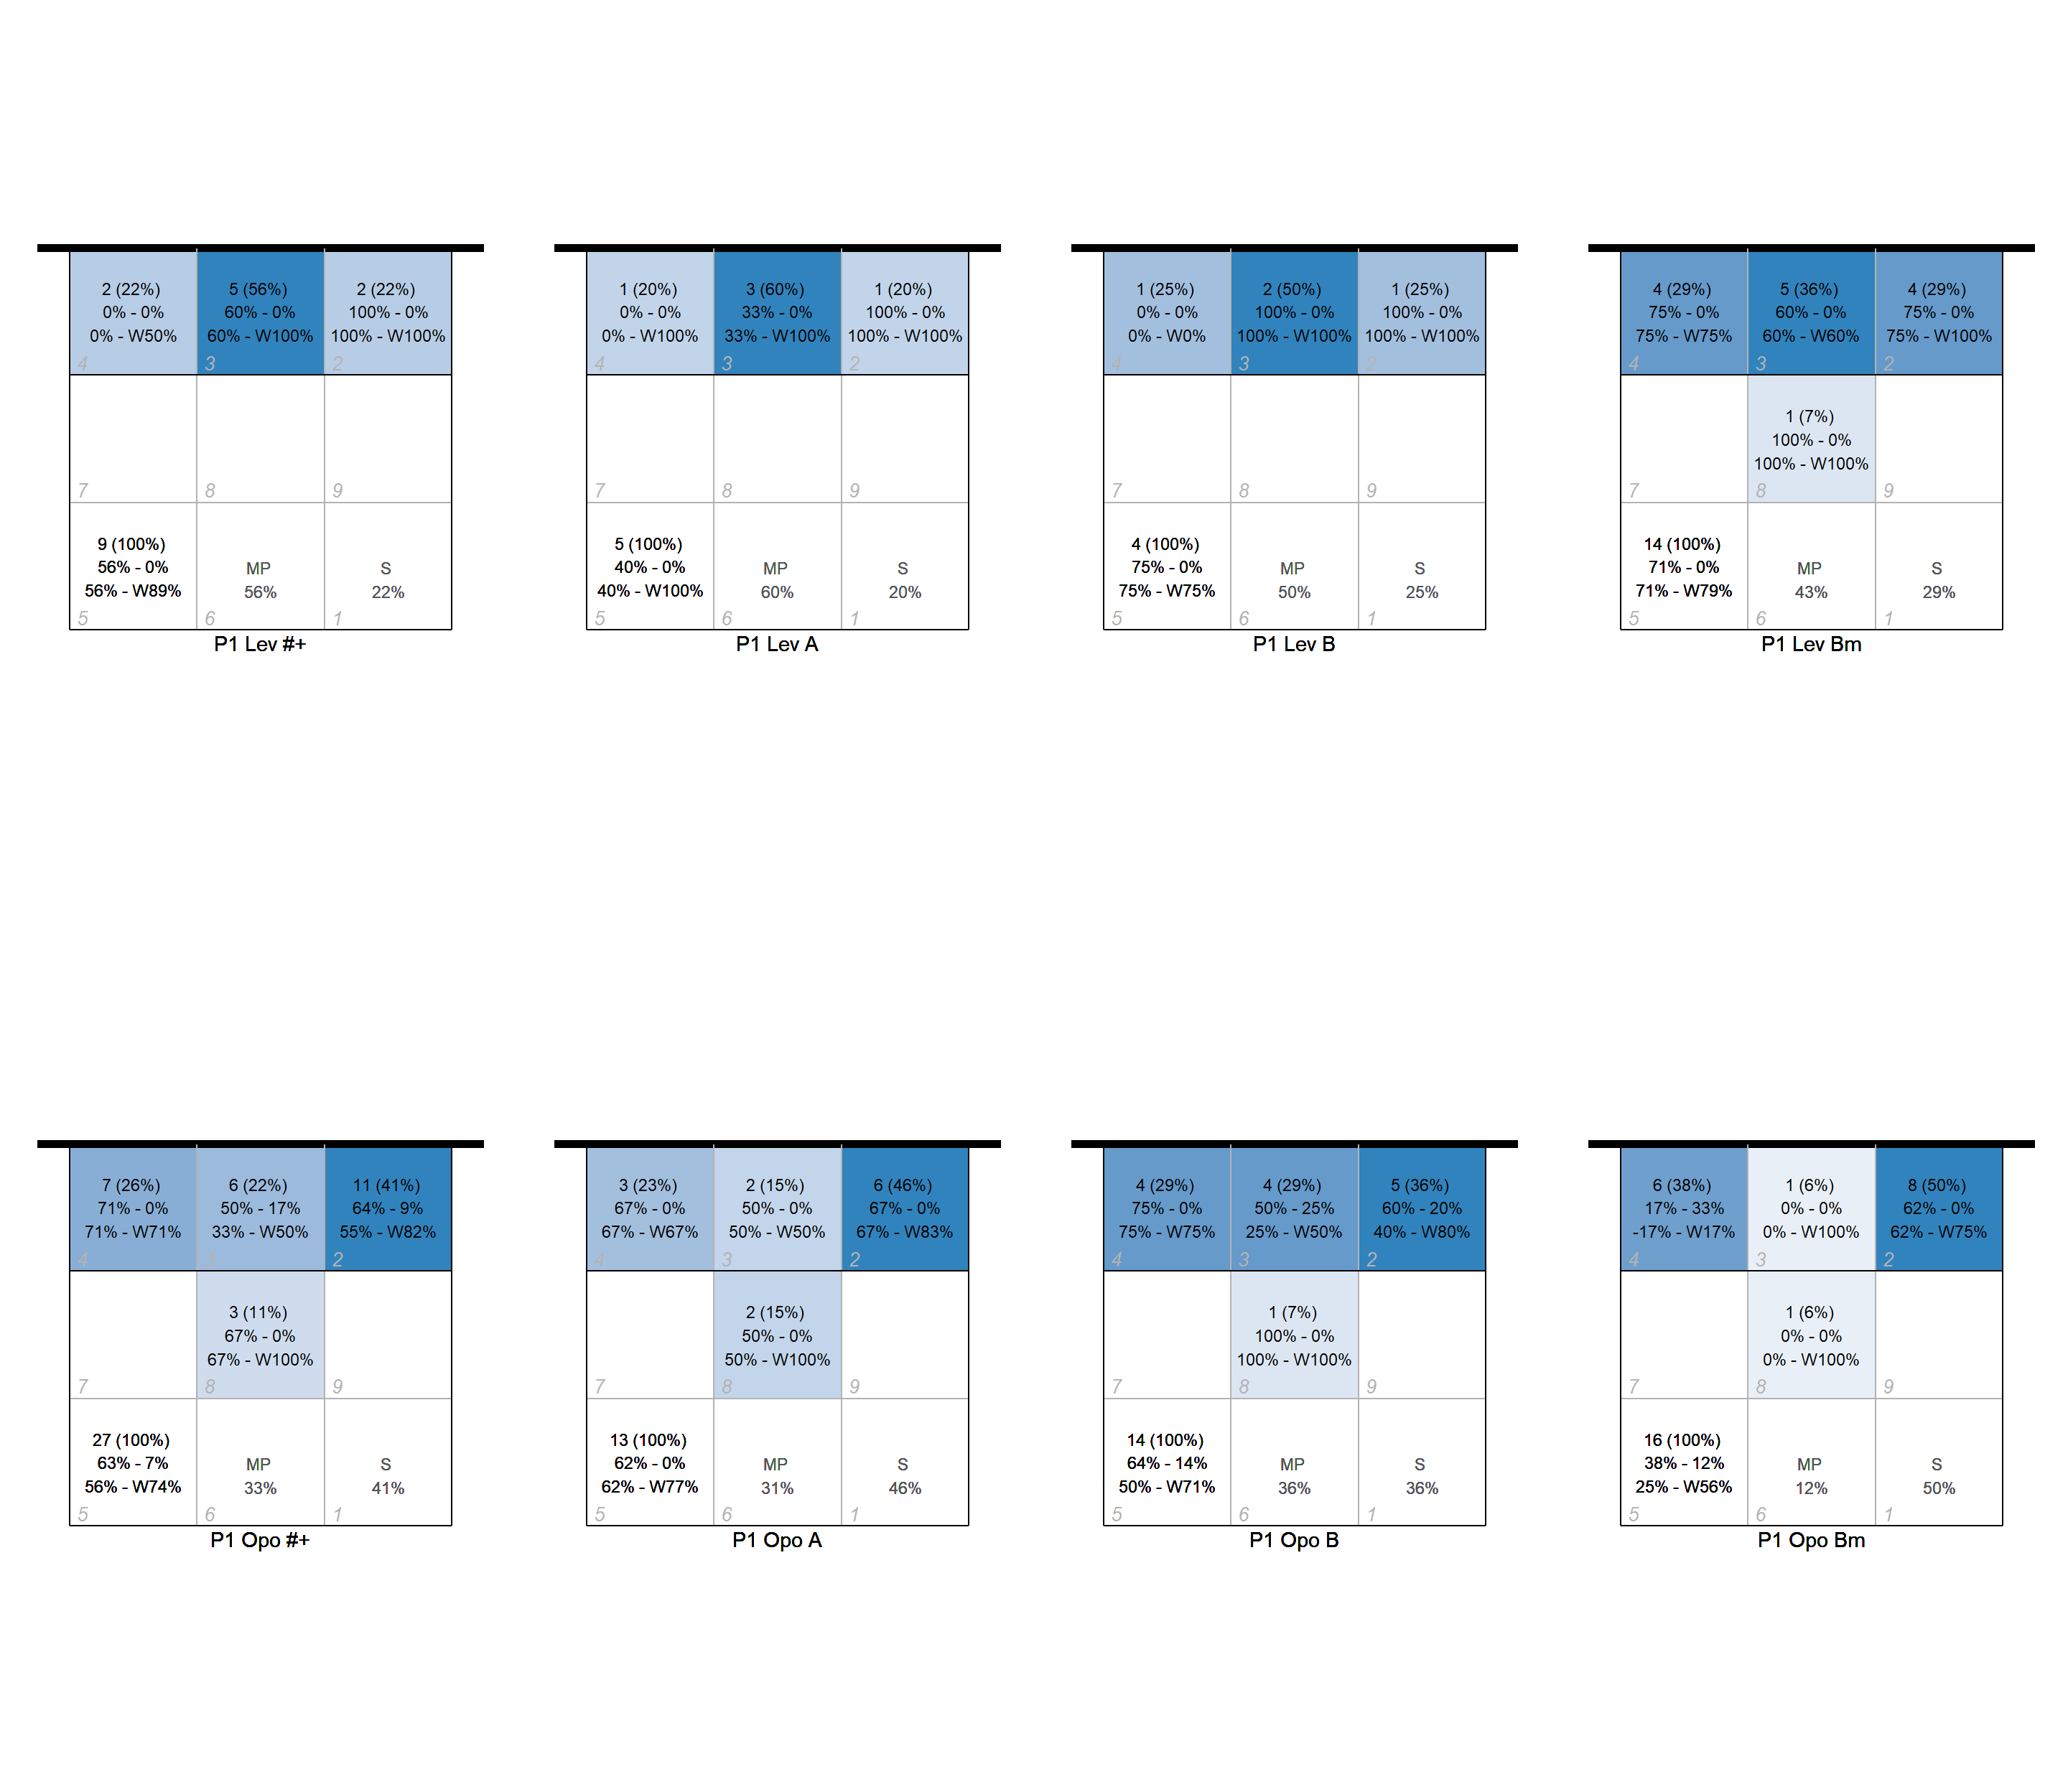 2 (22%)
0% - 0%
0% - W50%
4
5 (56%)
60% - 0%
60% - W100%
3
2 (22%)
100% - 0%
100% - W100%
2
7
8
9
9 (100%)
56% - 0%
56% - W89%
5
MP
56%
6
S
22%
1
P1 Lev #+
1 (20%)
0% - 0%
0% - W100%
4
3 (60%)
33% - 0%
33% - W100%
3
1 (20%)
100% - 0%
100% - W100%
2
7
8
9
5 (100%)
40% - 0%
40% - W100%
5
MP
60%
6
S
20%
1
P1 Lev A
1 (25%)
0% - 0%
0% - W0%
4
2 (50%)
100% - 0%
100% - W100%
3
1 (25%)
100% - 0%
100% - W100%
2
7
8
9
4 (100%)
75% - 0%
75% - W75%
5
MP
50%
6
S
25%
1
P1 Lev B
4 (29%)
75% - 0%
75% - W75%
4
5 (36%)
60% - 0%
60% - W60%
3
4 (29%)
75% - 0%
75% - W100%
2
7
1 (7%)
100% - 0%
100% - W100%
8
9
14 (100%)
71% - 0%
71% - W79%
5
MP
43%
6
S
29%
1
P1 Lev Bm
7 (26%)
71% - 0%
71% - W71%
4
6 (22%)
50% - 17%
33% - W50%
3
11 (41%)
64% - 9%
55% - W82%
2
7
3 (11%)
67% - 0%
67% - W100%
8
9
27 (100%)
63% - 7%
56% - W74%
5
MP
33%
6
S
41%
1
P1 Opo #+
3 (23%)
67% - 0%
67% - W67%
4
2 (15%)
50% - 0%
50% - W50%
3
6 (46%)
67% - 0%
67% - W83%
2
7
2 (15%)
50% - 0%
50% - W100%
8
9
13 (100%)
62% - 0%
62% - W77%
5
MP
31%
6
S
46%
1
P1 Opo A
4 (29%)
75% - 0%
75% - W75%
4
4 (29%)
50% - 25%
25% - W50%
3
5 (36%)
60% - 20%
40% - W80%
2
7
1 (7%)
100% - 0%
100% - W100%
8
9
14 (100%)
64% - 14%
50% - W71%
5
MP
36%
6
S
36%
1
P1 Opo B
6 (38%)
17% - 33%
-17% - W17%
4
1 (6%)
0% - 0%
0% - W100%
3
8 (50%)
62% - 0%
62% - W75%
2
7
1 (6%)
0% - 0%
0% - W100%
8
9
16 (100%)
38% - 12%
25% - W56%
5
MP
12%
6
S
50%
1
P1 Opo Bm